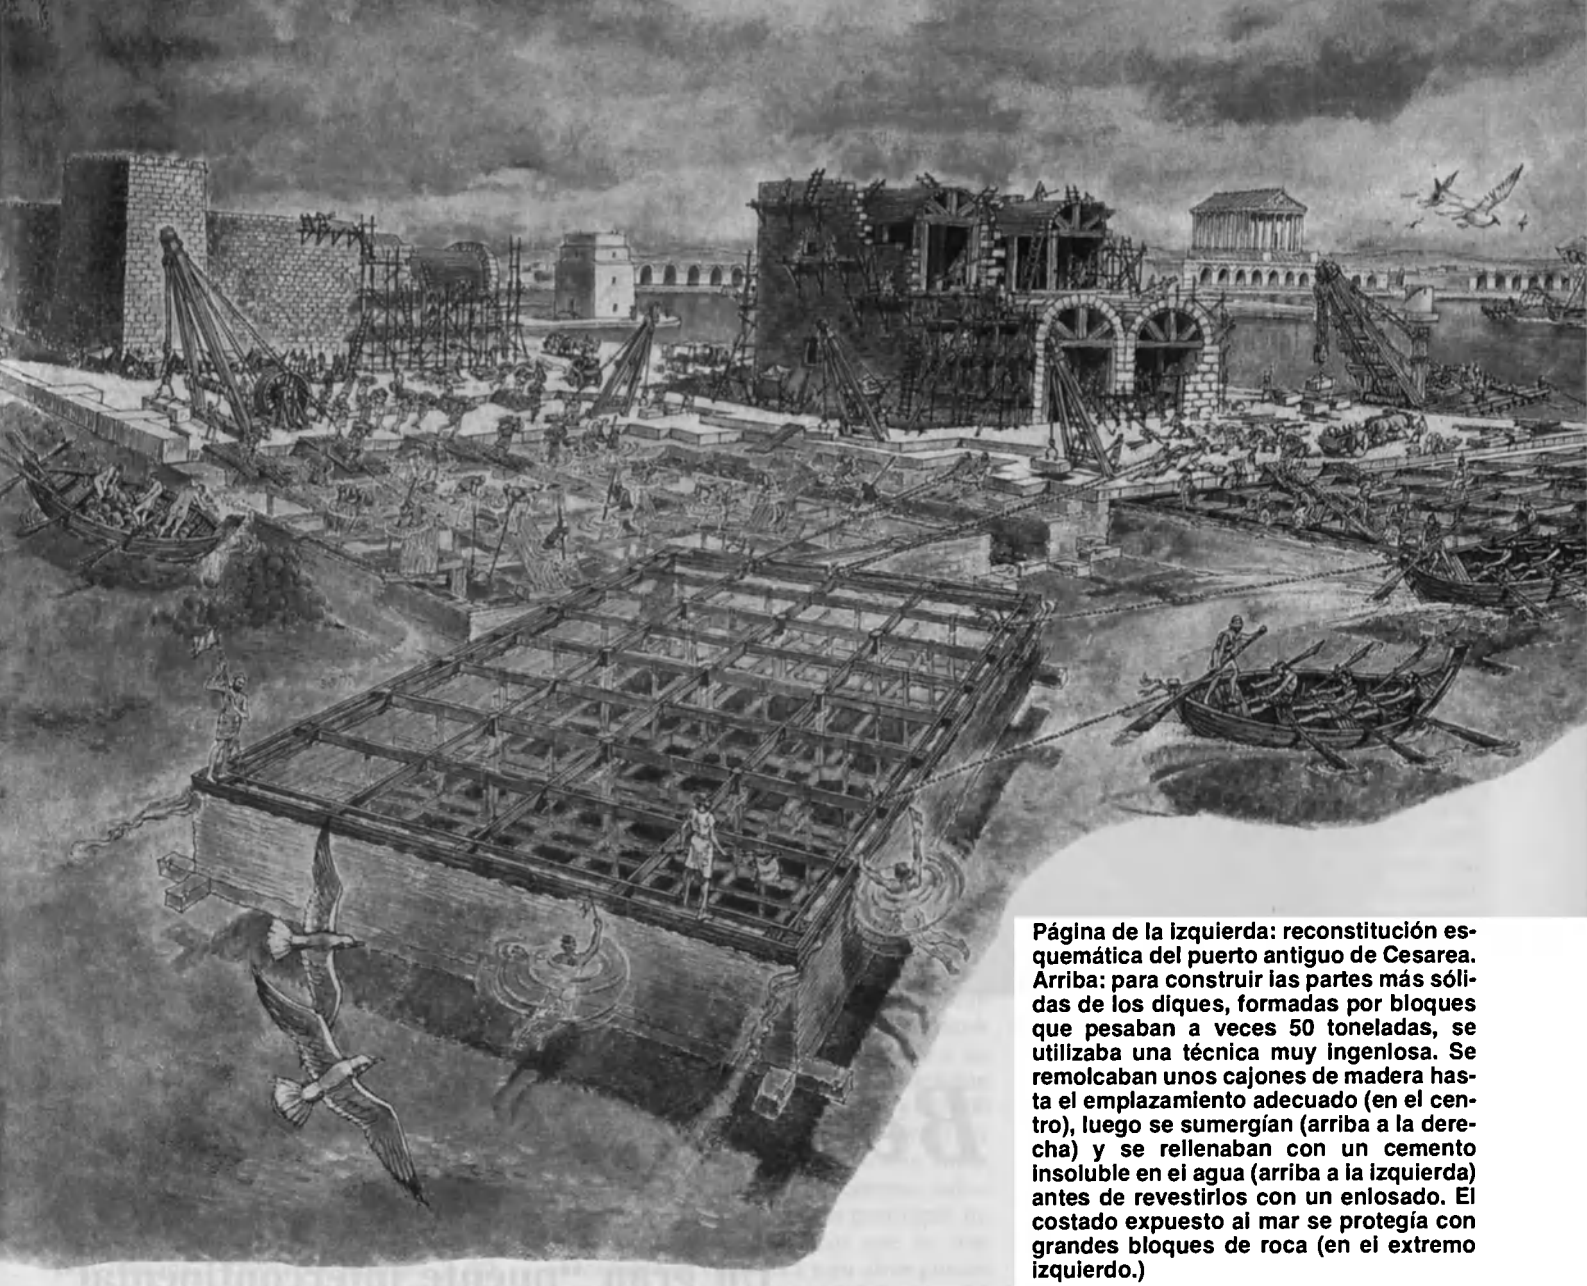 Página de la izquierda: reconstitución es-
quemática del puerto antiguo de Cesarea.
Arriba: para construir las partes más sóli-
das de los diques, formadas por bloques
que pesaban a veces 50 toneladas, se
utilizaba una técnica muy ingeniosa. Se
remolcaban unos cajones de madera has-
ta el emplazamiento adecuado (en el cen-
tro), luego se sumergían (arriba a la dere-
cha) y se rellenaban con un cemento
insoluble en el agua (arriba a la izquierda)
antes de revestirlos con un enlosado. El
costado expuesto al mar se protegía con
grandes bloques de roca (en el extremo
izquierdo.)